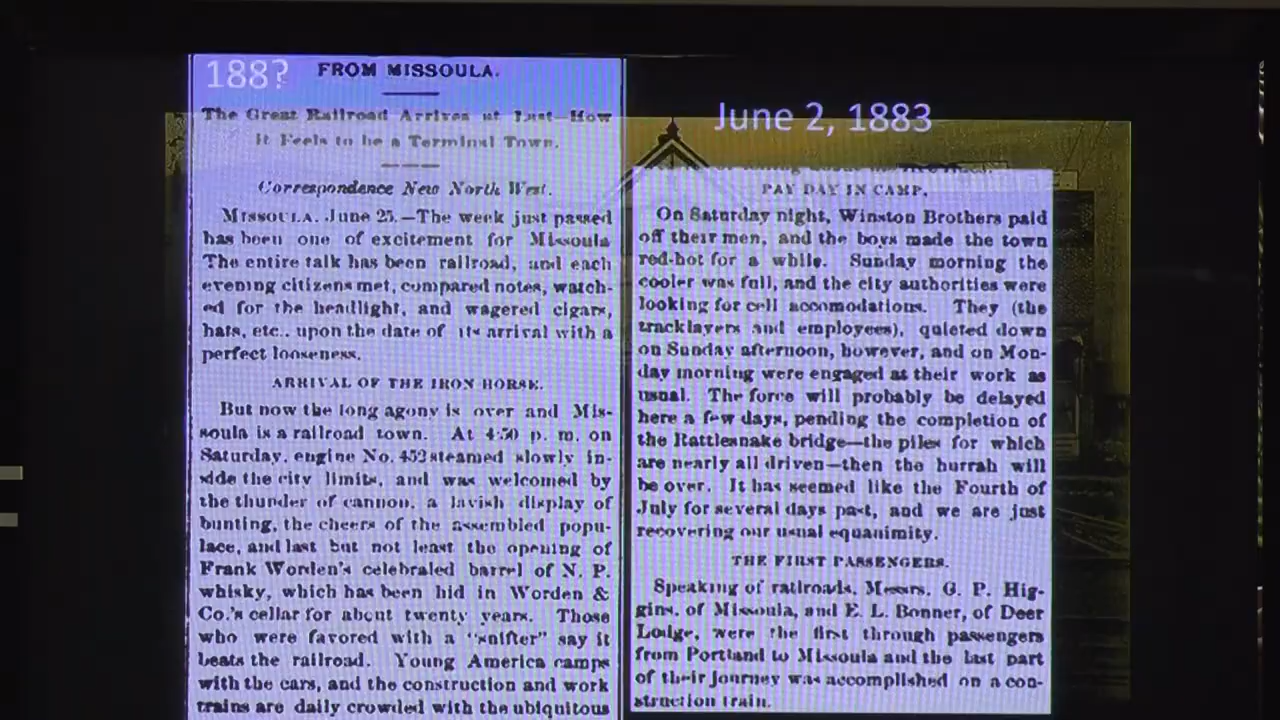 188?
FROM MISSOULA.
The Great Railroad Arrives at Last—How
it Feels to be a Terminal Town.
Correspondence New North West.
MISSOULA, June 25.—The week just passed
has been one of excitement for Missoula
The entire talk has been railroad, and each
evening citizens met, compared notes, watch-
ed for the headlight, and wagered cigars,
hats, etc., upon the date of its arrival with a
perfect looseness.
ARRIVAL OF THE IRON HORSE.
But now the long agony is over and Mis-
soula is a railroad town. At 4:50 p. m. on
Saturday, engine No. 452 steamed slowly in-
side the city limits, and was welcomed by
the thunder of cannon, a lavish display of
bunting, the cheers of the assembled popu-
lace, and last but not least the opening of
Frank Worden's celebraled barrel of N. P.
whisky, which has been hid in Worden &
Co.'s cellar for about twenty years. Those
who were favored with a "snifter" say it
beats the railroad. Young America camps
with the cars, and the construction and work
trains are daily crowded with the ubiquitous
June 2, 1883
PAY DAY IN CAMP.
On Saturday night, Winston Brothers paid
off their men, and the boys made the town
red-hot for a while. Sunday morning the
cooler was full, and the city authorities were
looking for cell accomodations. They (the
tracklayers and employees), quieted down
on Sunday afternoon, however, and on Mon-
day morning were engaged at their work as
usual. The force will probably be delayed
here a few days, pending the completion of
the Rattlesnake bridge—the piles for which
are nearly all driven—then the hurrah will
be over. It has seemed like the Fourth of
July for several days past, and we are just
recovering our usual equanimity.
THE FIRST PASSENGERS.
Speaking of railroads, Messrs. G. P. Hig-
gins, of Missoula, and E. L. Bonner, of Deer
Lodge, were the first through passengers
from Portland to Missoula and the last part
of their journey was accomplished on a con-
struction train.